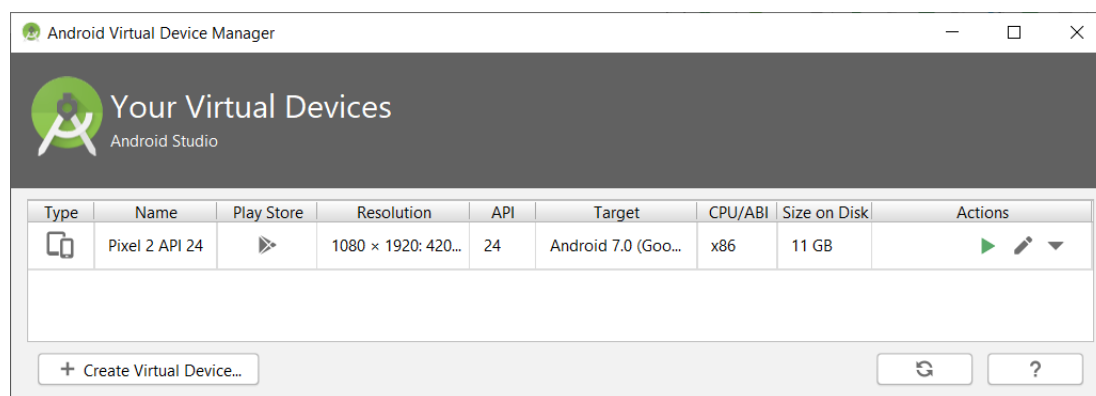 Android Virtual Device Manager
Your Virtual Devices
Android Studio
Type Name Play Store Resolution API Target CPU/ABI Size on Disk Actions
Pixel 2 API 24 1080 × 1920: 420... 24 Android 7.0 (Goo... x86 11 GB
+ Create Virtual Device... ?